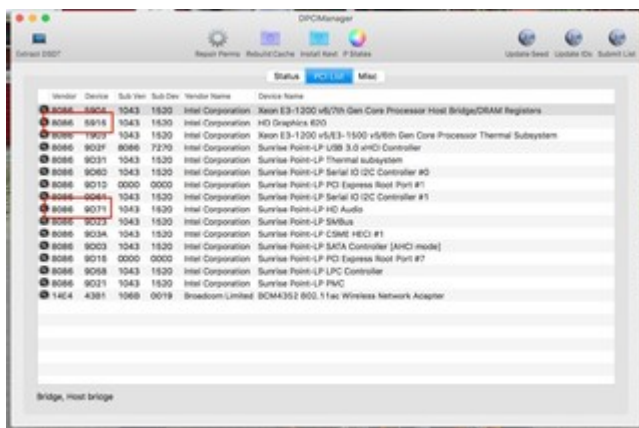 DPCIManager
Extract DSDT Repair Perms Rebuild Cache Install Kext P States Update Seed Update IDs Submit List
Status PCI List Misc
Vendor Device Sub Ven Sub Dev Vendor Name Device Name
8086 5904 1043 1520 Intel Corporation Xeon E3-1200 v6/7th Gen Core Processor Host Bridge/DRAM Registers
8086 5916 1043 1520 Intel Corporation HD Graphics 620
8086 1903 1043 1520 Intel Corporation Xeon E3-1200 v5/E3-1500 v5/6th Gen Core Processor Thermal Subsystem
8086 9D2F 8086 7270 Intel Corporation Sunrise Point-LP USB 3.0 xHCI Controller
8086 9D31 1043 1520 Intel Corporation Sunrise Point-LP Thermal subsystem
8086 9D60 1043 1520 Intel Corporation Sunrise Point-LP Serial IO I2C Controller #0
8086 9D10 0000 0000 Intel Corporation Sunrise Point-LP PCI Express Root Port #1
8086 9D61 1043 1520 Intel Corporation Sunrise Point-LP Serial IO I2C Controller #1
8086 9D71 1043 1520 Intel Corporation Sunrise Point-LP HD Audio
8086 9D23 1043 1520 Intel Corporation Sunrise Point-LP SMBus
8086 9D3A 1043 1520 Intel Corporation Sunrise Point-LP CSME HECI #1
8086 9D03 1043 1520 Intel Corporation Sunrise Point-LP SATA Controller [AHCI mode]
8086 9D16 0000 0000 Intel Corporation Sunrise Point-LP PCI Express Root Port #7
8086 9D58 1043 1520 Intel Corporation Sunrise Point-LP LPC Controller
8086 9D21 1043 1520 Intel Corporation Sunrise Point-LP PMC
14E4 43B1 106B 0019 Broadcom Limited BCM4352 802.11ac Wireless Network Adapter
Bridge, Host bridge